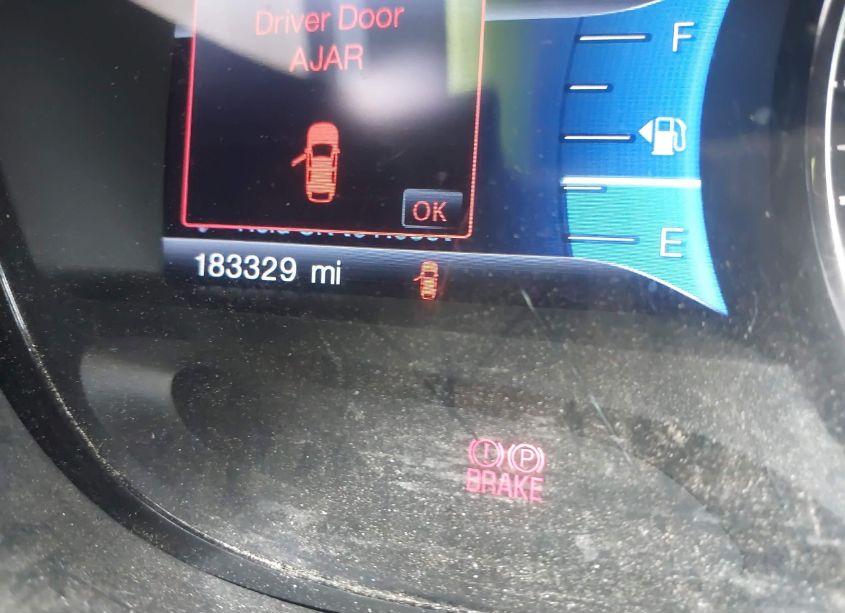 Driver Door
AJAR
F
OK
E
183329 mi
P
BRAKE